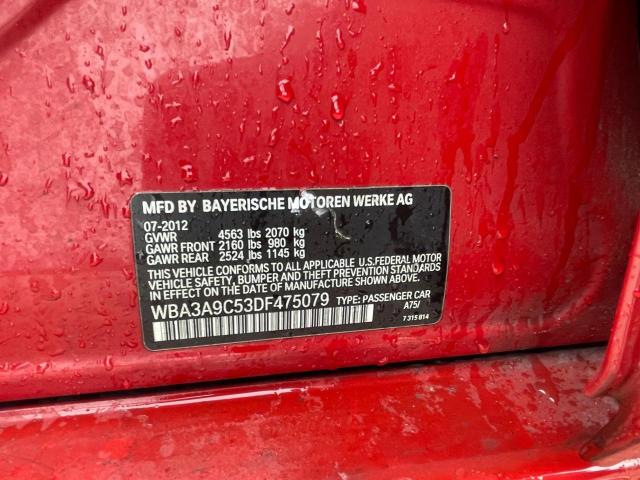 MFD BY BAYERISCHE MOTOREN WERKE AG
07-2012
GVWR 4563 lbs 2070 kg
GAWR FRONT 2160 lbs 980 kg
GAWR REAR 2524 lbs 1145 kg
THIS VEHICLE CONFORMS TO ALL APPLICABLE U.S.FEDERAL MOTOR
VEHICLE SAFETY, BUMPER, AND THEFT PREVENTION STANDARDS
IN EFFECT ON THE DATE OF MANUFACTURE SHOWN ABOVE.
WBA3A9C53DF475079 TYPE: PASSENGER CAR
A75/
7 315 814